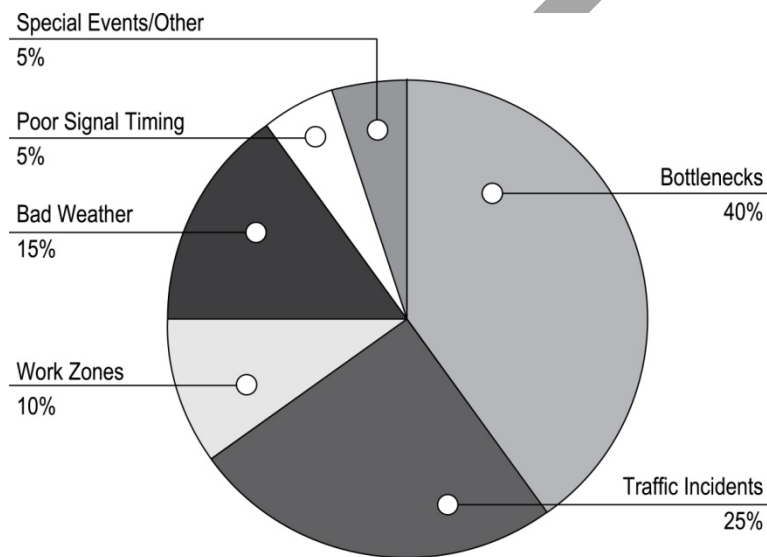 Special Events/Other
5%
Poor Signal Timing
5%
Bad Weather
15%
Work Zones
10%
Bottlenecks
40%
Traffic Incidents
25%